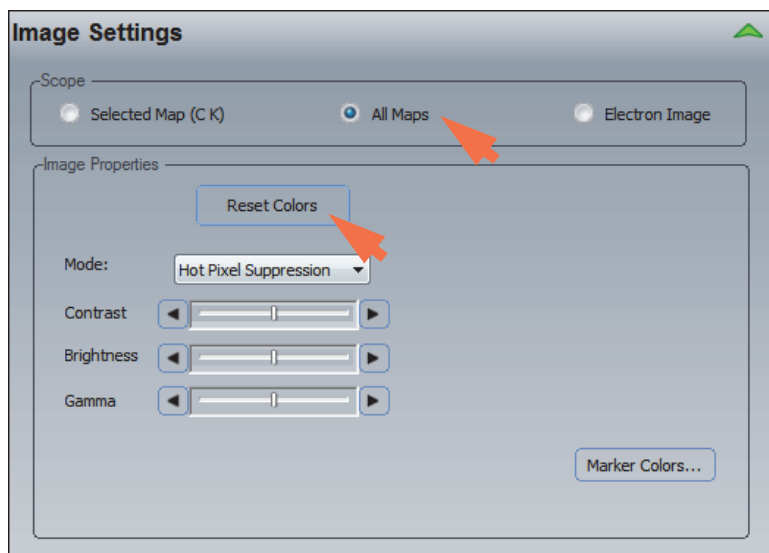 Image Settings
Scope
Selected Map (C K)
All Maps
Electron Image
Image Properties
Reset Colors
Mode:
Hot Pixel Suppression
Contrast
Brightness
Gamma
Marker Colors...